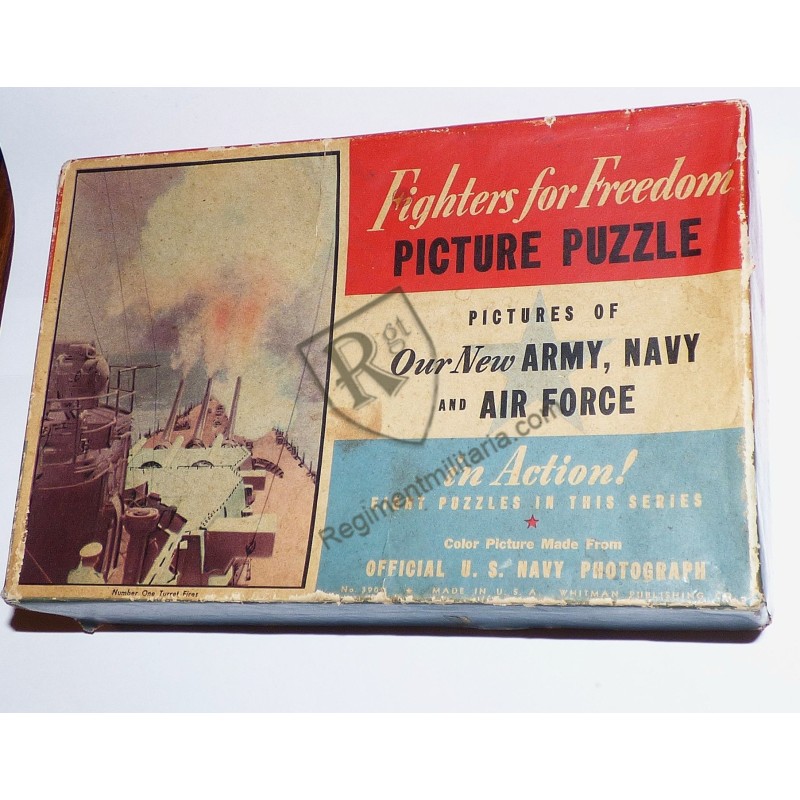 Fighters for Freedom
PICTURE PUZZLE
PICTURES OF
Our New ARMY, NAVY
AND AIR FORCE
in Action!
EIGHT PUZZLES IN THIS SERIES
Color Picture Made From
OFFICIAL U. S. NAVY PHOTOGRAPH
No. MADE IN U.S.A. WHITMAN PUBLISHING
Number One Turret Fires
Rgt
Regimentmilitaria.com